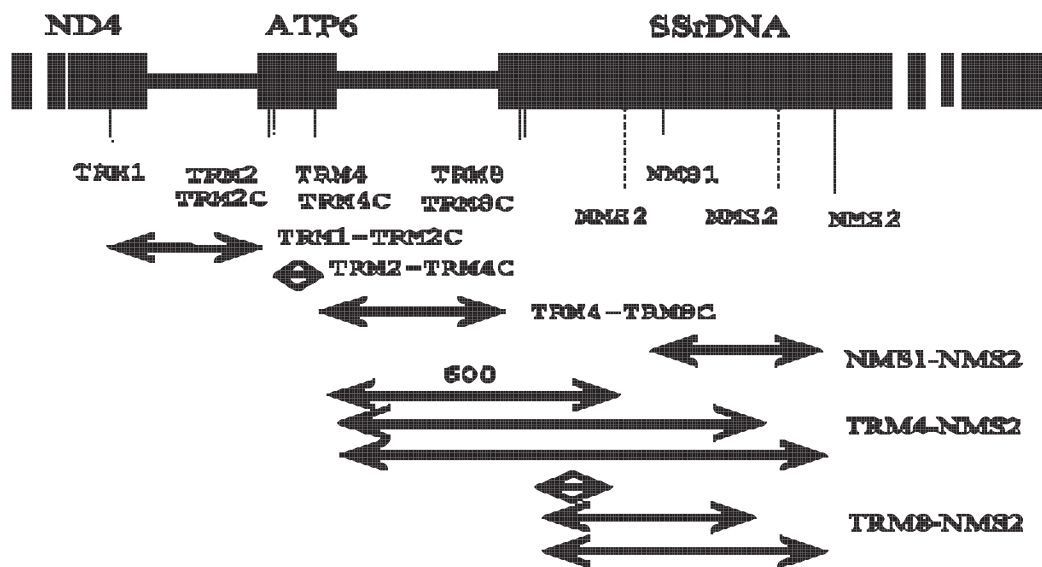 ND4 ATP6 SSrDNA
TRM1 TRM2 TRM4 TRM8 NMS1
TRM2C TRM4C TRM8C
NMS2 NMS2 NMS2
TRM1-TRM2C
TRM2-TRM4C
TRM4-TRM8C
NMS1-NMS2
600
TRM4-NMS2
TRM8-NMS2